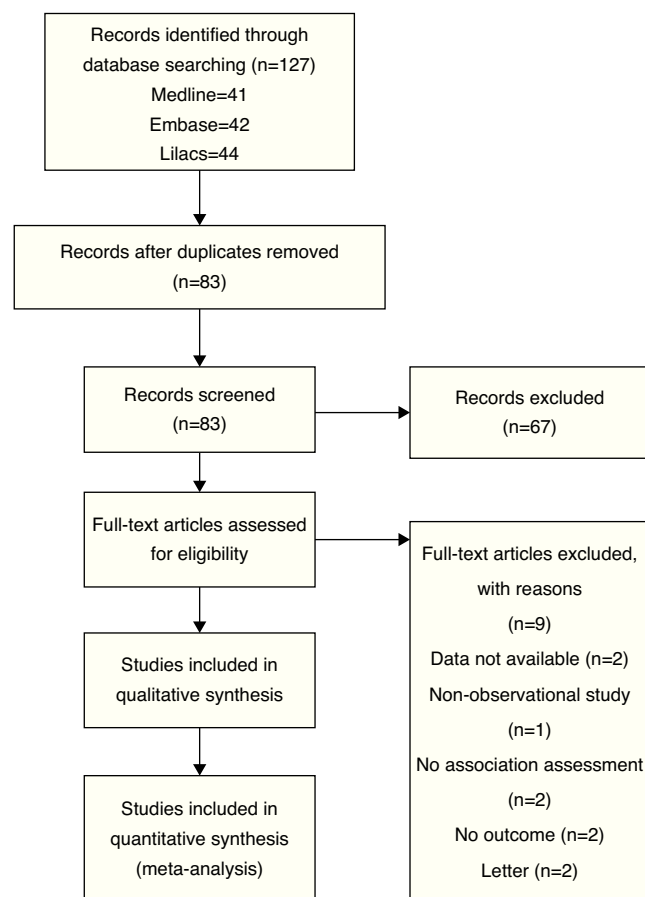 Records identified through
database searching (n=127)
Medline=41
Embase=42
Lilacs=44
Records after duplicates removed
(n=83)
Records screened
(n=83)
Records excluded
(n=67)
Full-text articles assessed
for eligibility
Full-text articles excluded,
with reasons
(n=9)
Data not available (n=2)
Non-observational study
(n=1)
No association assessment
(n=2)
No outcome (n=2)
Letter (n=2)
Studies included in
qualitative synthesis
Studies included in
quantitative synthesis
(meta-analysis)